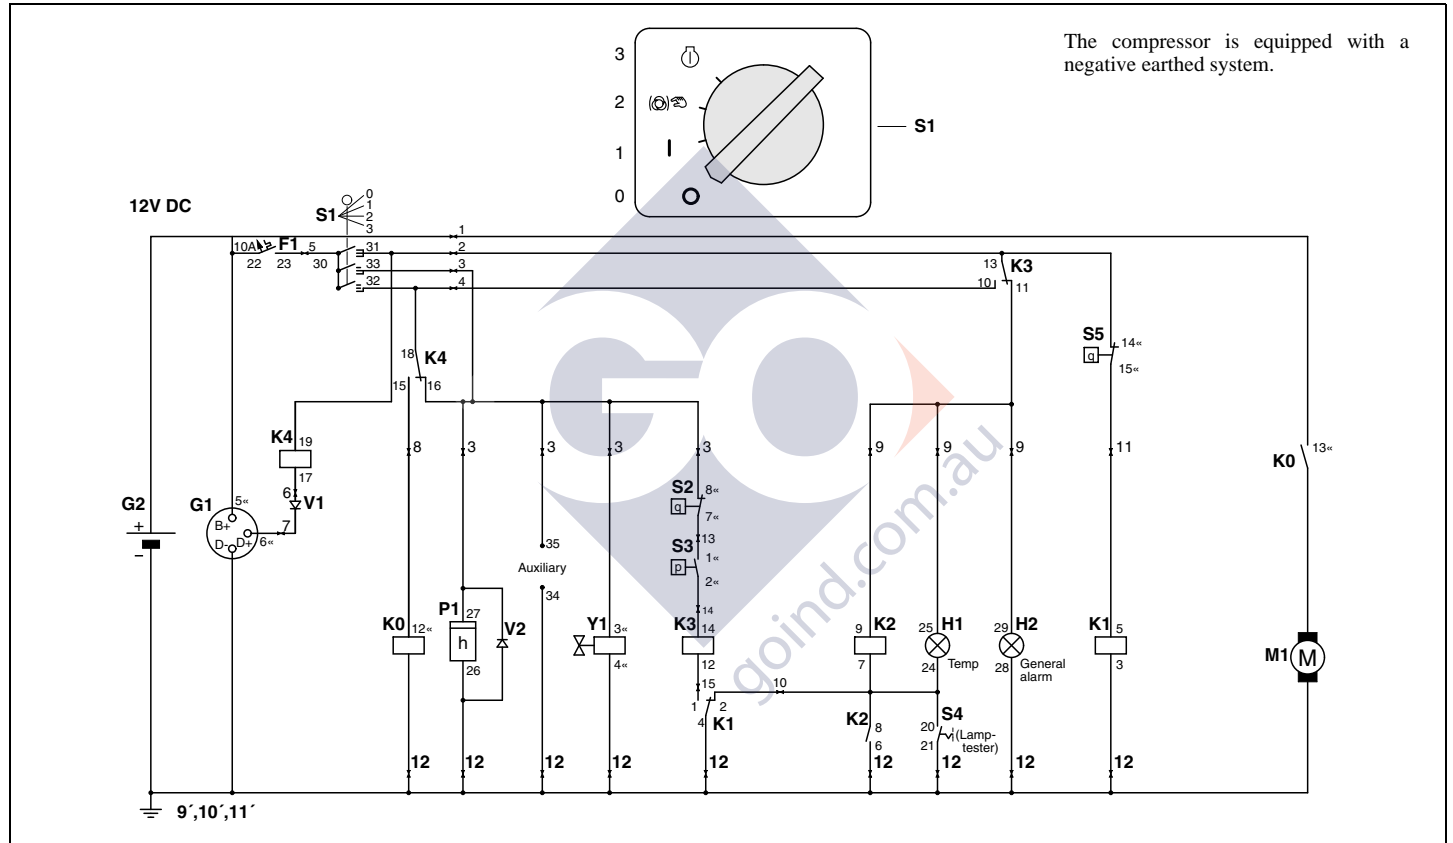 The compressor is equipped with a
negative earthed system.
3
2
1
0
S1
12V DC
S1
0
1
2
3
10A
F1
5
22
23
30
31
33
32
1
2
3
4
13
K3
10
11
18
K4
15
16
S5
q
14«
15«
K4
19
17
6
V1
7
8
3
3
3
3
9
9
9
11
K0
13«
G2
+
−
G1
5«
B+
D-
D+
6«
S2
q
8«
7«
13
S3
p
1«
2«
14
35
Auxiliary
34
K0
12«
P1
27
h
26
V2
Y1
3«
4«
K3
14
12
K2
9
7
H1
25
24
Temp
H2
29
28
General
alarm
K1
5
3
M1
M
15
10
1
2
4
K1
K2
8
6
S4
20
21
(Lamp-
tester)
12
12
12
12
12
12
12
12
12
9´,10´,11´
GO
goind.com.au